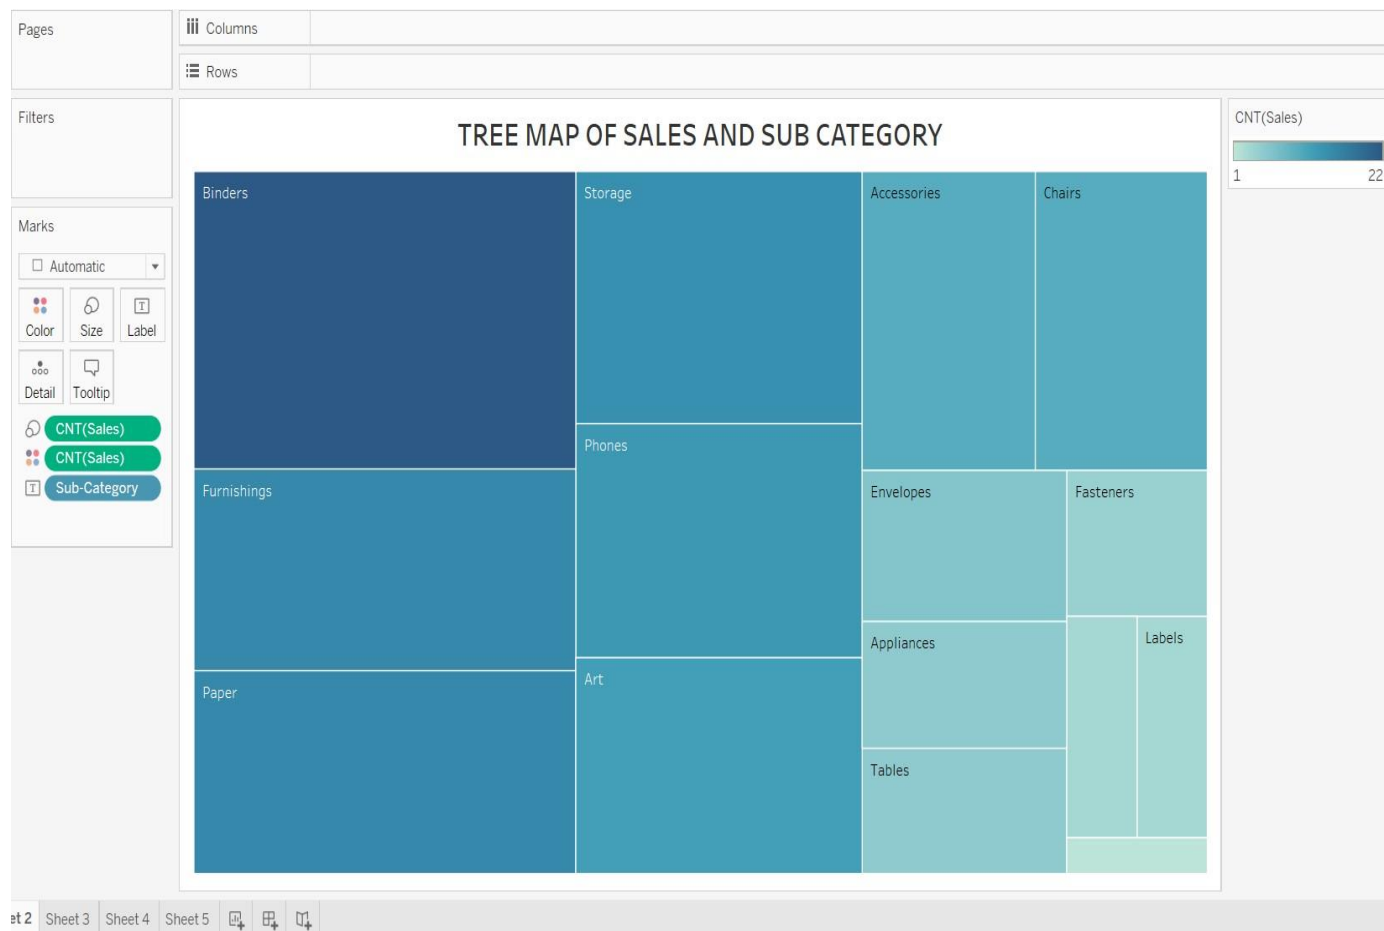 Pages
Columns
Rows
Filters
Marks
Automatic
Color Size Label
Detail Tooltip
CNT(Sales)
CNT(Sales)
T Sub-Category
TREE MAP OF SALES AND SUB CATEGORY
Binders
Storage
Accessories
Chairs
Furnishings
Phones
Envelopes
Fasteners
Paper
Art
Appliances
Labels
Tables
CNT(Sales)
1 22
et 2 Sheet 3 Sheet 4 Sheet 5